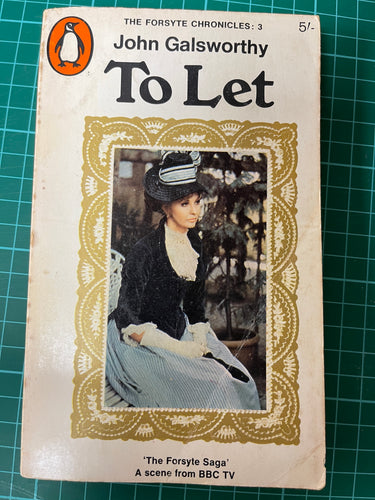 THE FORSYTE CHRONICLES: 3
5/-
John Galsworthy
To Let
'The Forsyte Saga'
A scene from BBC TV